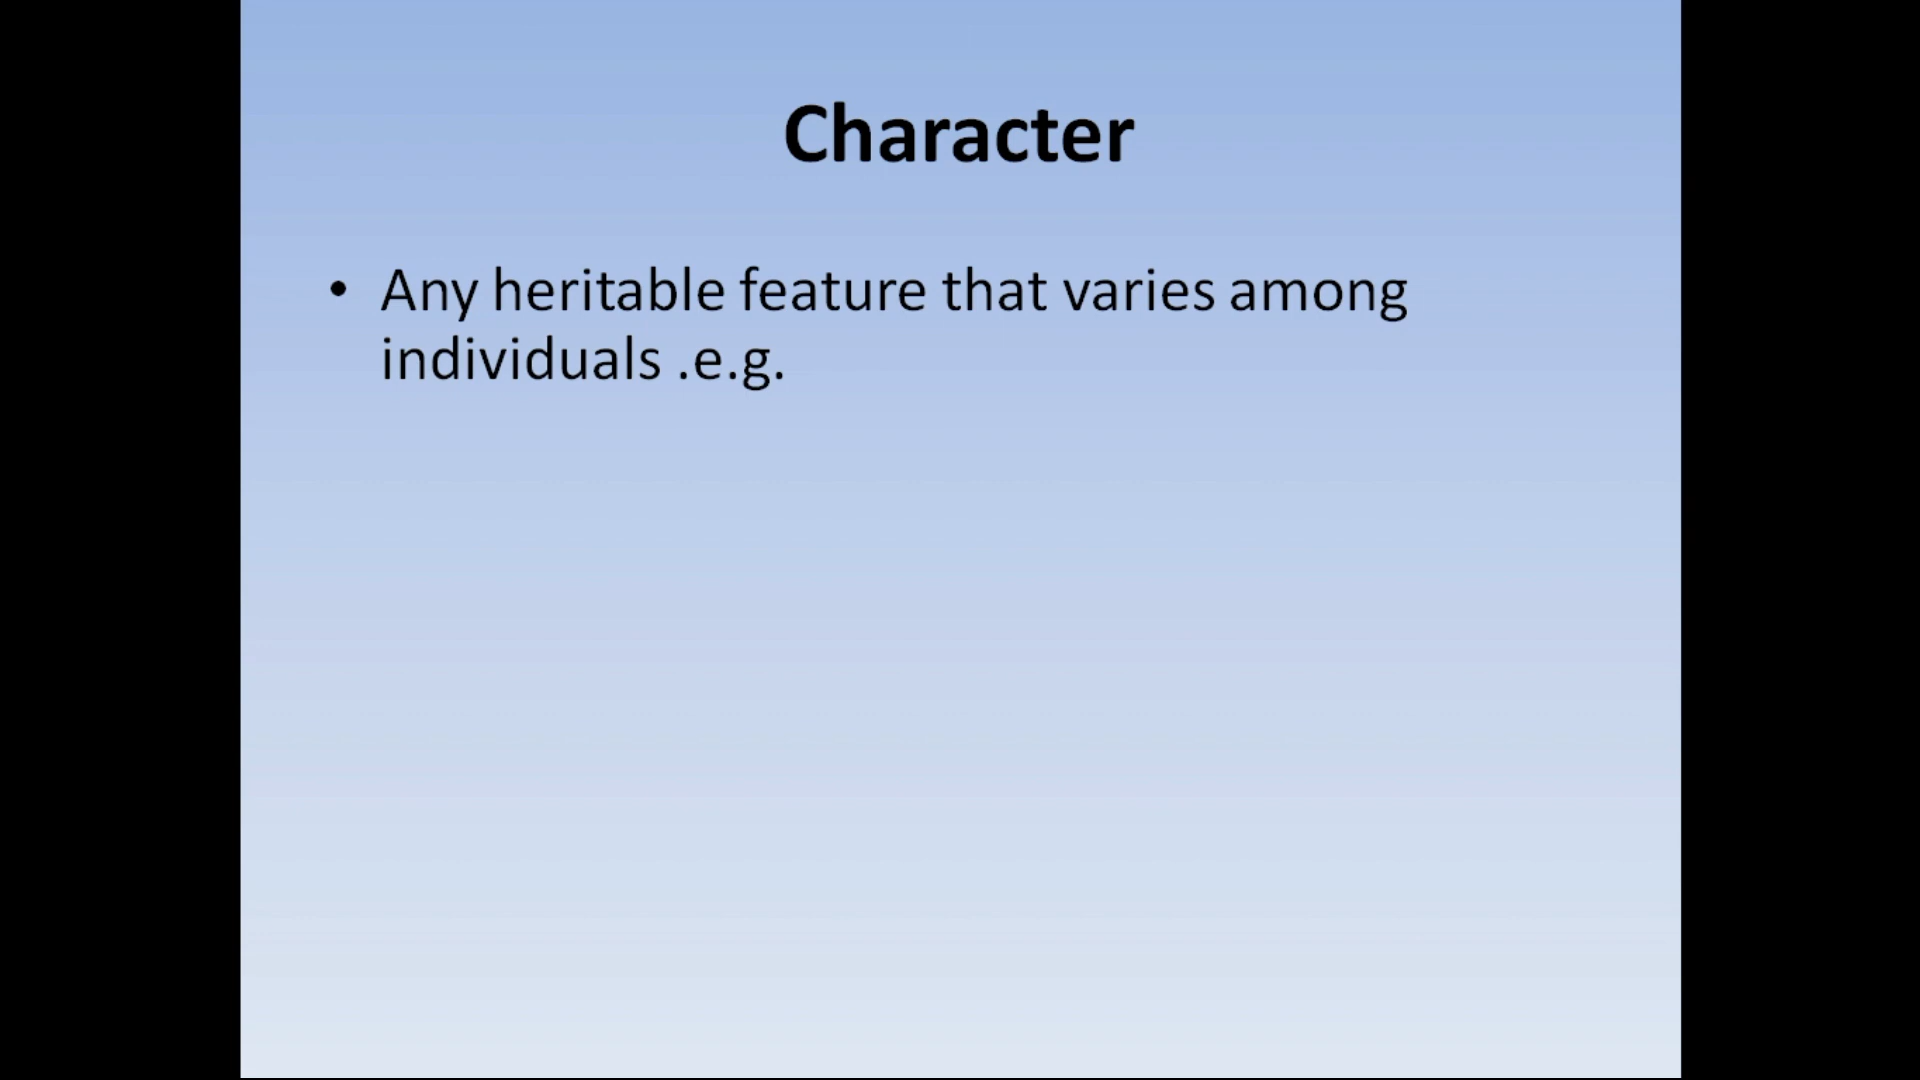 Character
• Any heritable feature that varies among
individuals .e.g.